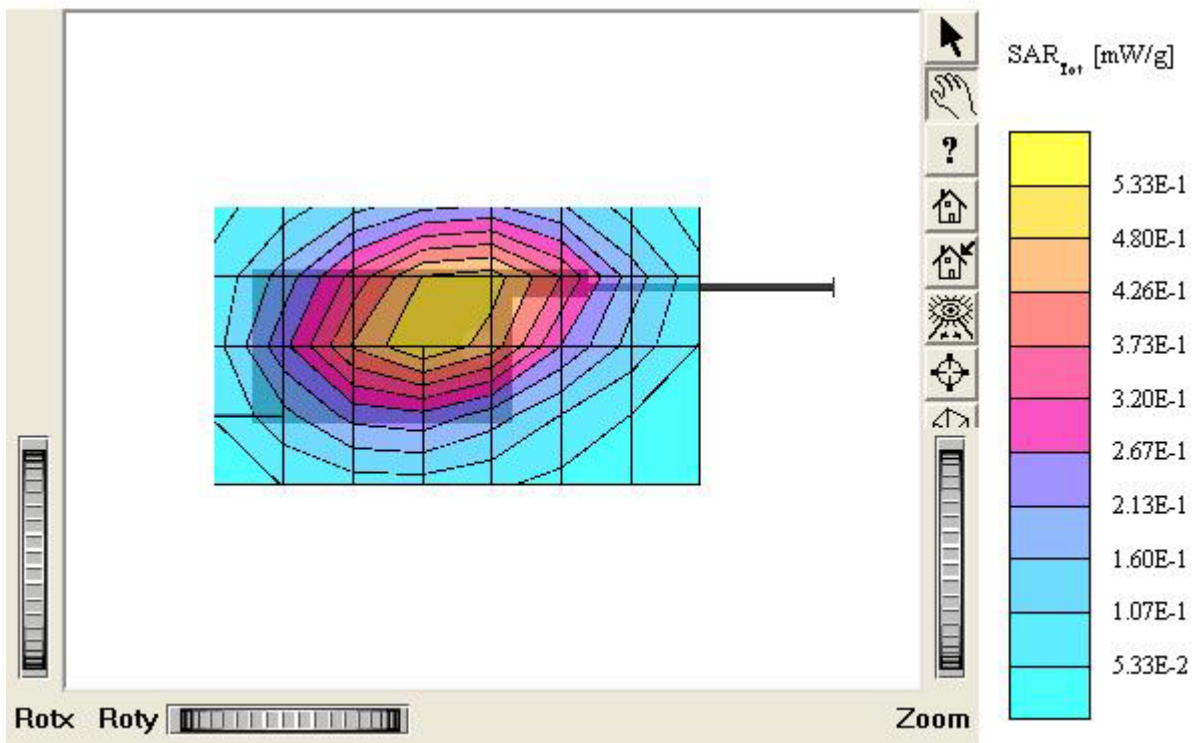 SAR_Tot [mW/g]
?
5.33E-1
4.80E-1
4.26E-1
3.73E-1
3.20E-1
2.67E-1
2.13E-1
1.60E-1
1.07E-1
5.33E-2
Rotx Roty Zoom